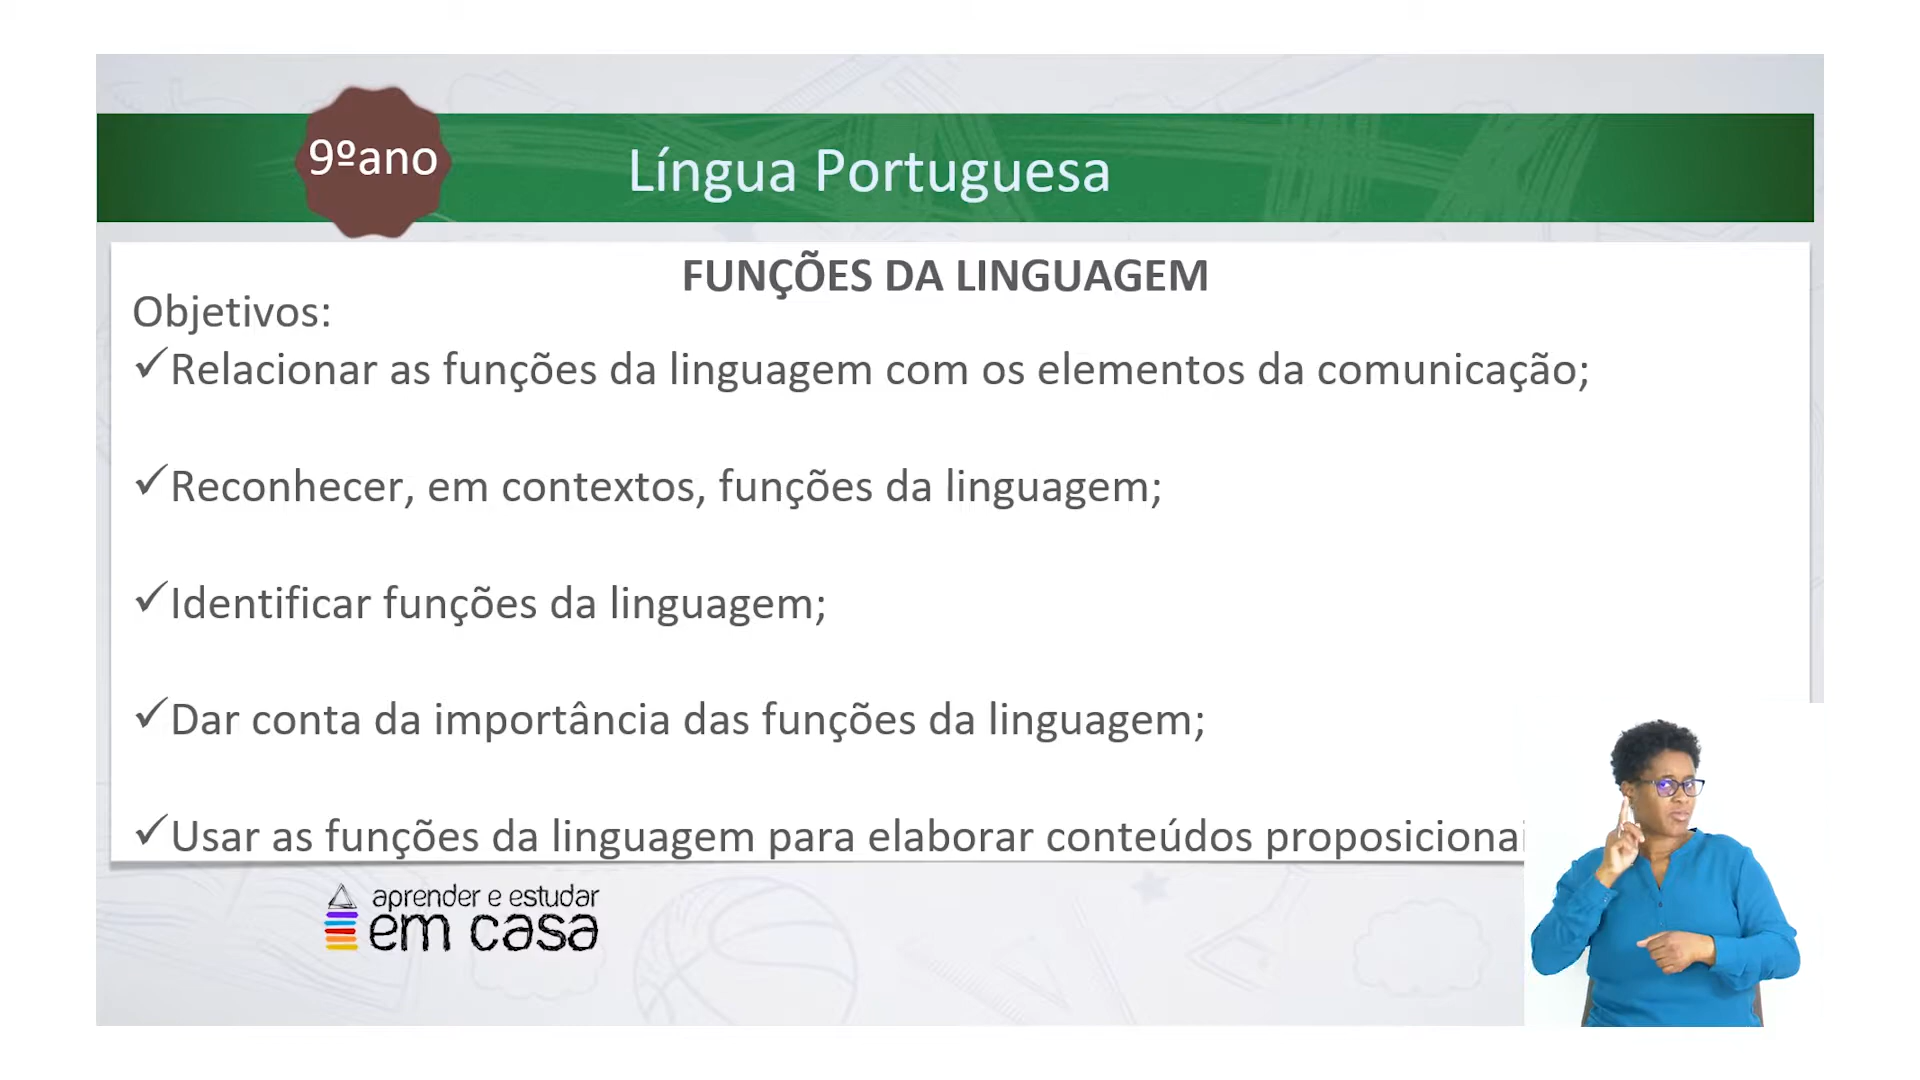 9ºano
Língua Portuguesa
FUNÇÕES DA LINGUAGEM
Objetivos:
✓Relacionar as funções da linguagem com os elementos da comunicação;
✓Reconhecer, em contextos, funções da linguagem;
✓Identificar funções da linguagem;
✓Dar conta da importância das funções da linguagem;
✓Usar as funções da linguagem para elaborar conteúdos proposicionai
aprender e estudar
em casa